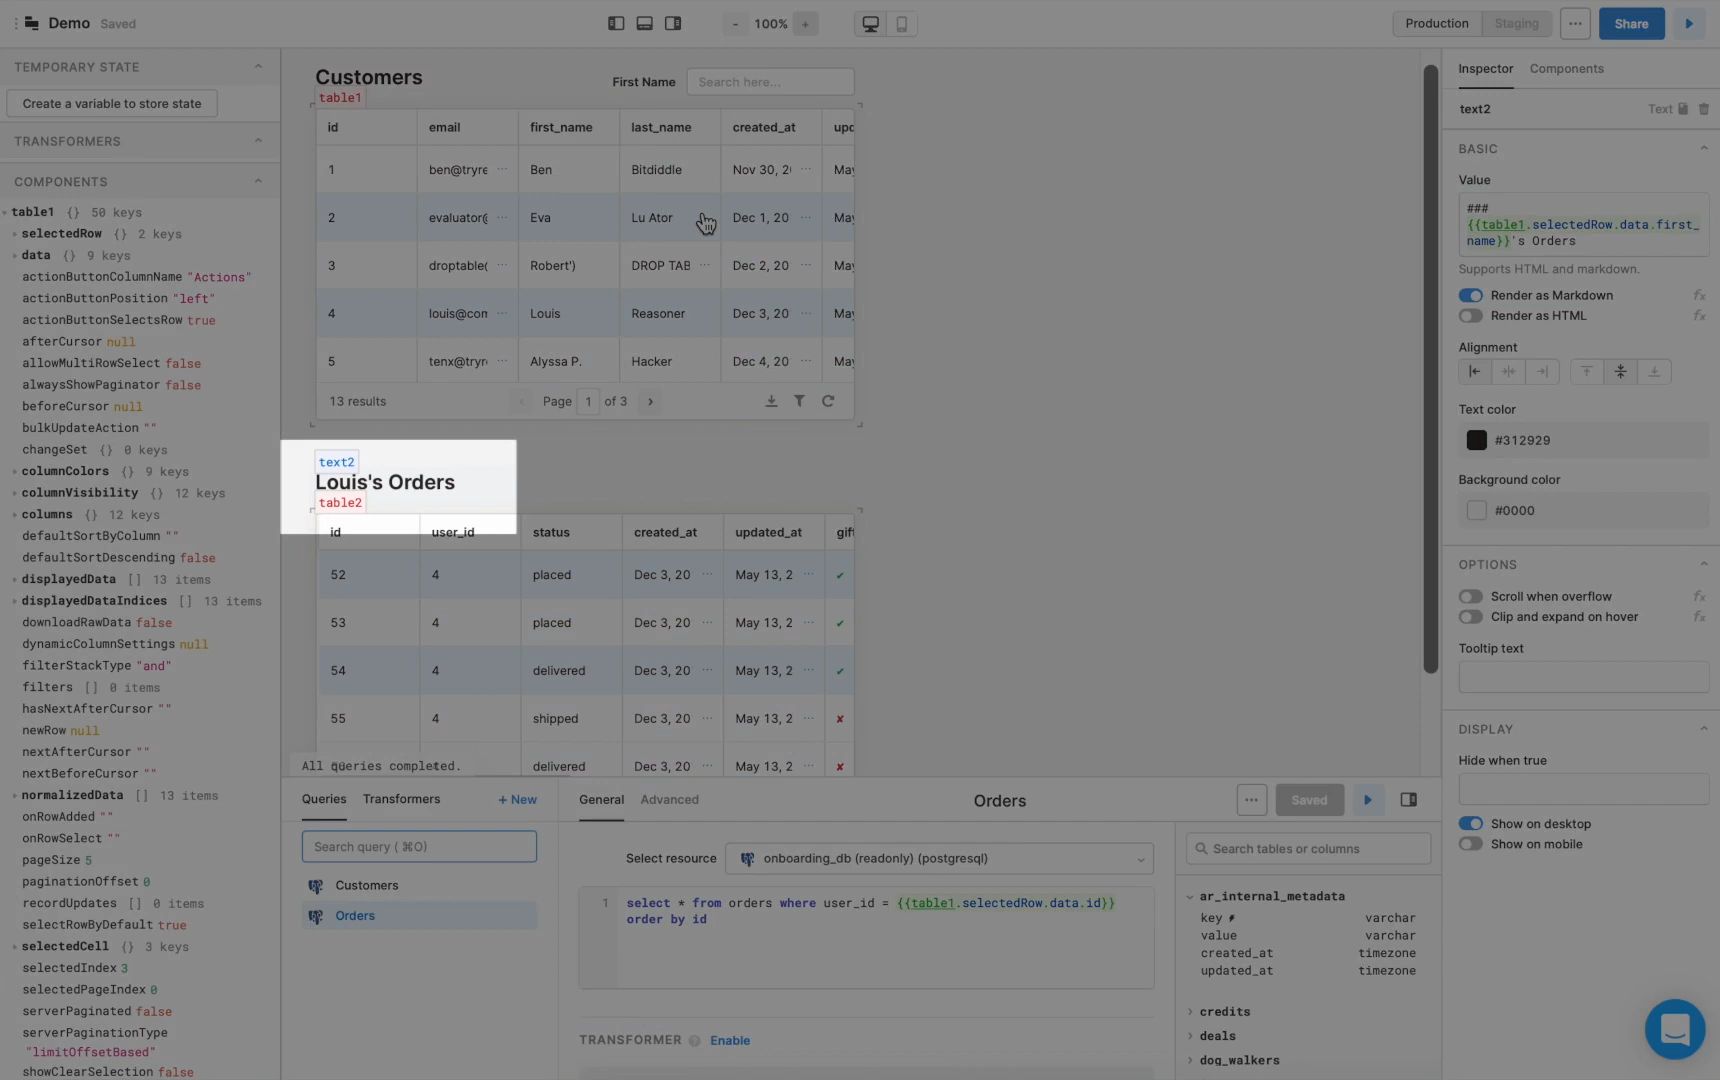 Demo Saved
- 100% +
Production Staging ... Share
TEMPORARY STATE
Create a variable to store state
TRANSFORMERS
COMPONENTS
table1 {} 50 keys
selectedRow {} 2 keys
data {} 9 keys
actionButtonColumnName "Actions"
actionButtonPosition "left"
actionButtonSelectsRow true
afterCursor null
allowMultiRowSelect false
alwaysShowPaginator false
beforeCursor null
bulkUpdateAction ""
changeSet {} 0 keys
columnColors {} 9 keys
columnVisibility {} 12 keys
columns {} 12 keys
defaultSortByColumn ""
defaultSortDescending false
displayedData [] 13 items
displayedDataIndices [] 13 items
downloadRawData false
dynamicColumnSettings null
filterStackType "and"
filters [] 0 items
hasNextAfterCursor ""
newRow null
nextAfterCursor ""
nextBeforeCursor ""
normalizedData [] 13 items
onRowAdded ""
onRowSelect ""
pageSize 5
paginationOffset 0
recordUpdates [] 0 items
selectRowByDefault true
selectedCell {} 3 keys
selectedIndex 3
selectedPageIndex 0
serverPaginated false
serverPaginationType
"limitOffsetBased"
showClearSelection false
Customers
First Name Search here...
table1
id email first_name last_name created_at upd
1 ben@tryre ... Ben Bitdiddle Nov 30, 2 ... May
2 evaluator@ ... Eva Lu Ator Dec 1, 20 ... May
3 droptable( ... Robert') DROP TAB ... Dec 2, 20 ... May
4 louis@com ... Louis Reasoner Dec 3, 20 ... May
5 tenx@tryr ... Alyssa P. Hacker Dec 4, 20 ... May
13 results Page 1 of 3
text2
Louis's Orders
table2
id user_id status created_at updated_at gift
52 4 placed Dec 3, 20 ... May 13, 2 ...
53 4 placed Dec 3, 20 ... May 13, 2 ...
54 4 delivered Dec 3, 20 ... May 13, 2 ...
55 4 shipped Dec 3, 20 ... May 13, 2 ...
delivered Dec 3, 20 ... May 13, 2 ...
All queries completed.
Queries Transformers + New
Search query ( ⌘O)
Customers
Orders
General Advanced Orders ... Saved
Select resource onboarding_db (readonly) (postgresql)
1 select * from orders where user_id = {{table1.selectedRow.data.id}}
order by id
TRANSFORMER ? Enable
Search tables or columns
ar_internal_metadata
key varchar
value varchar
created_at timezone
updated_at timezone
credits
deals
dog_walkers
Inspector Components
text2 Text
BASIC
Value
###
{{table1.selectedRow.data.first_
name}}'s Orders
Supports HTML and markdown.
Render as Markdown fx
Render as HTML fx
Alignment
Text color
#312929
Background color
#0000
OPTIONS
Scroll when overflow fx
Clip and expand on hover fx
Tooltip text
DISPLAY
Hide when true
Show on desktop
Show on mobile